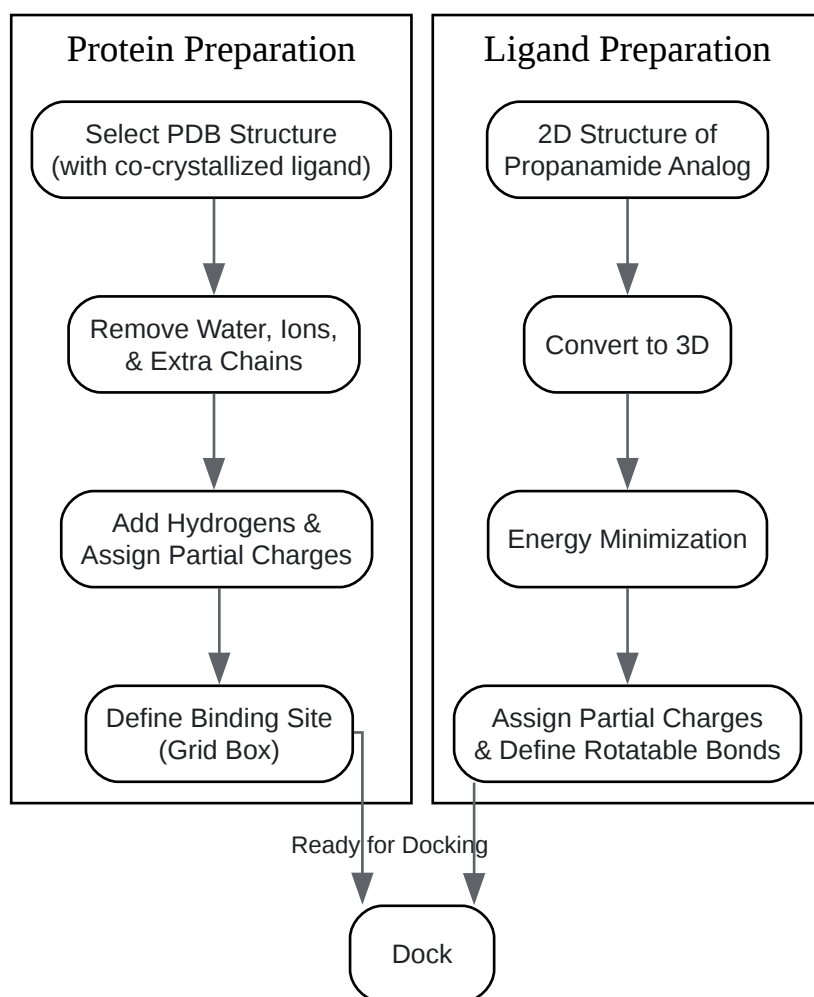 Protein Preparation
Select PDB Structure
(with co-crystallized ligand)
Remove Water, Ions,
& Extra Chains
Add Hydrogens &
Assign Partial Charges
Define Binding Site
(Grid Box)
Ligand Preparation
2D Structure of
Propanamide Analog
Convert to 3D
Energy Minimization
Assign Partial Charges
& Define Rotatable Bonds
Ready for Docking
Dock